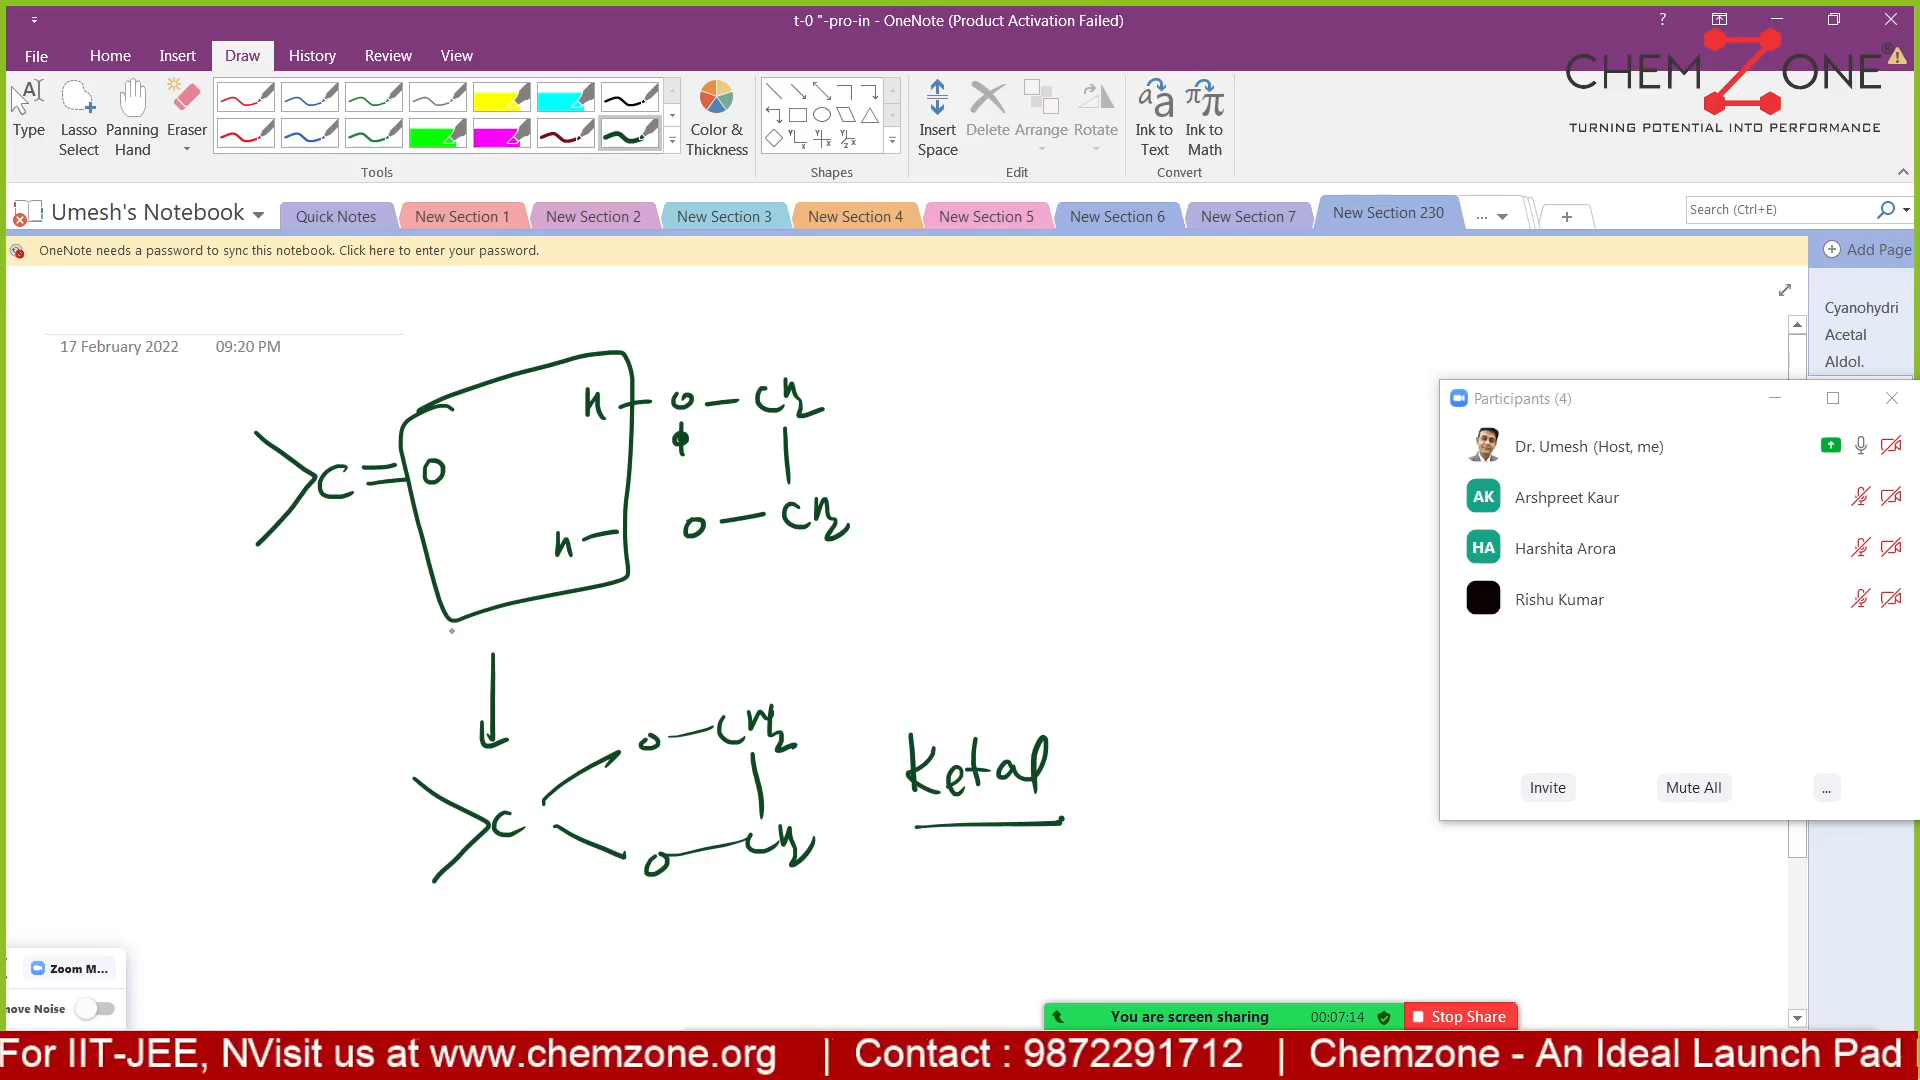 t-0 "-pro-in - OneNote (Product Activation Failed)
?
File Home Insert Draw History Review View
CHEMZONE®
TURNING POTENTIAL INTO PERFORMANCE
Type
Lasso Select
Panning Hand
Eraser
Color & Thickness
Insert Space
Delete
Arrange
Rotate
Ink to Text
Ink to Math
Tools Shapes Edit Convert
Umesh's Notebook
Quick Notes New Section 1 New Section 2 New Section 3 New Section 4 New Section 5 New Section 6 New Section 7 New Section 230 ...
Search (Ctrl+E)
OneNote needs a password to sync this notebook. Click here to enter your password.
Add Page
Cyanohydri
Acetal
Aldol.
17 February 2022 09:20 PM
H - O - CH2
C = O
O - CH2
H
O - CH2
C
O - CH2
Ketal
Participants (4)
Dr. Umesh (Host, me)
AK Arshpreet Kaur
HA Harshita Arora
Rishu Kumar
Invite Mute All ...
Zoom M...
nove Noise
You are screen sharing 00:07:14 Stop Share
For IIT-JEE, NVisit us at www.chemzone.org | Contact : 9872291712 | Chemzone - An Ideal Launch Pad